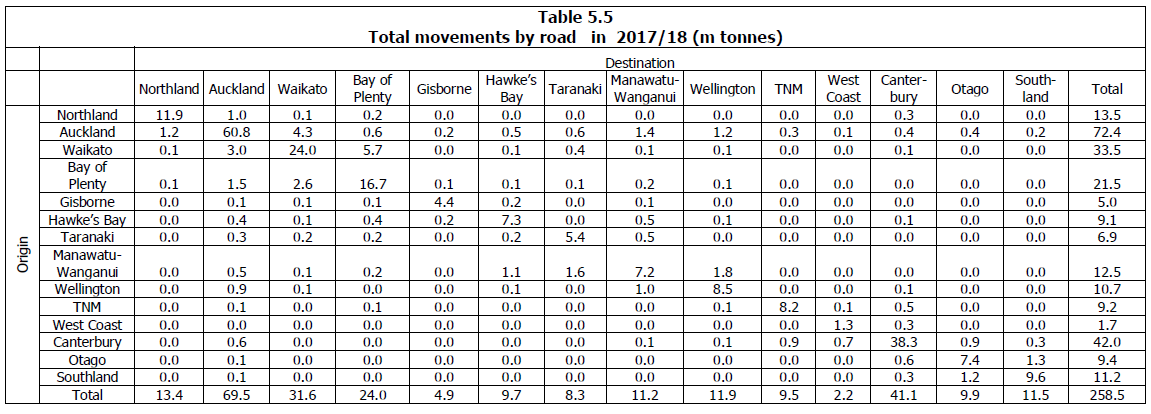 Table 5.5
Total movements by road in 2017/18 (m tonnes)
Destination
Northland Auckland Waikato Bay of Plenty Gisborne Hawke's Bay Taranaki Manawatu-Wanganui Wellington TNM West Coast Canter-bury Otago South-land Total
Origin
Northland 11.9 1.0 0.1 0.2 0.0 0.0 0.0 0.0 0.0 0.0 0.0 0.3 0.0 0.0 13.5
Auckland 1.2 60.8 4.3 0.6 0.2 0.5 0.6 1.4 1.2 0.3 0.1 0.4 0.4 0.2 72.4
Waikato 0.1 3.0 24.0 5.7 0.0 0.1 0.4 0.1 0.1 0.0 0.0 0.1 0.0 0.0 33.5
Bay of
Plenty 0.1 1.5 2.6 16.7 0.1 0.1 0.1 0.2 0.1 0.0 0.0 0.0 0.0 0.0 21.5
Gisborne 0.0 0.1 0.1 0.1 4.4 0.2 0.0 0.1 0.0 0.0 0.0 0.0 0.0 0.0 5.0
Hawke's Bay 0.0 0.4 0.1 0.4 0.2 7.3 0.0 0.5 0.1 0.0 0.0 0.1 0.0 0.0 9.1
Taranaki 0.0 0.3 0.2 0.2 0.0 0.2 5.4 0.5 0.0 0.0 0.0 0.0 0.0 0.0 6.9
Manawatu-
Wanganui 0.0 0.5 0.1 0.2 0.0 1.1 1.6 7.2 1.8 0.0 0.0 0.0 0.0 0.0 12.5
Wellington 0.0 0.9 0.1 0.0 0.0 0.1 0.0 1.0 8.5 0.0 0.0 0.1 0.0 0.0 10.7
TNM 0.0 0.1 0.0 0.1 0.0 0.0 0.0 0.0 0.1 8.2 0.1 0.5 0.0 0.0 9.2
West Coast 0.0 0.0 0.0 0.0 0.0 0.0 0.0 0.0 0.0 0.0 1.3 0.3 0.0 0.0 1.7
Canterbury 0.0 0.6 0.0 0.0 0.0 0.0 0.0 0.1 0.1 0.9 0.7 38.3 0.9 0.3 42.0
Otago 0.0 0.1 0.0 0.0 0.0 0.0 0.0 0.0 0.0 0.0 0.0 0.6 7.4 1.3 9.4
Southland 0.0 0.1 0.0 0.0 0.0 0.0 0.0 0.0 0.0 0.0 0.0 0.3 1.2 9.6 11.2
Total 13.4 69.5 31.6 24.0 4.9 9.7 8.3 11.2 11.9 9.5 2.2 41.1 9.9 11.5 258.5